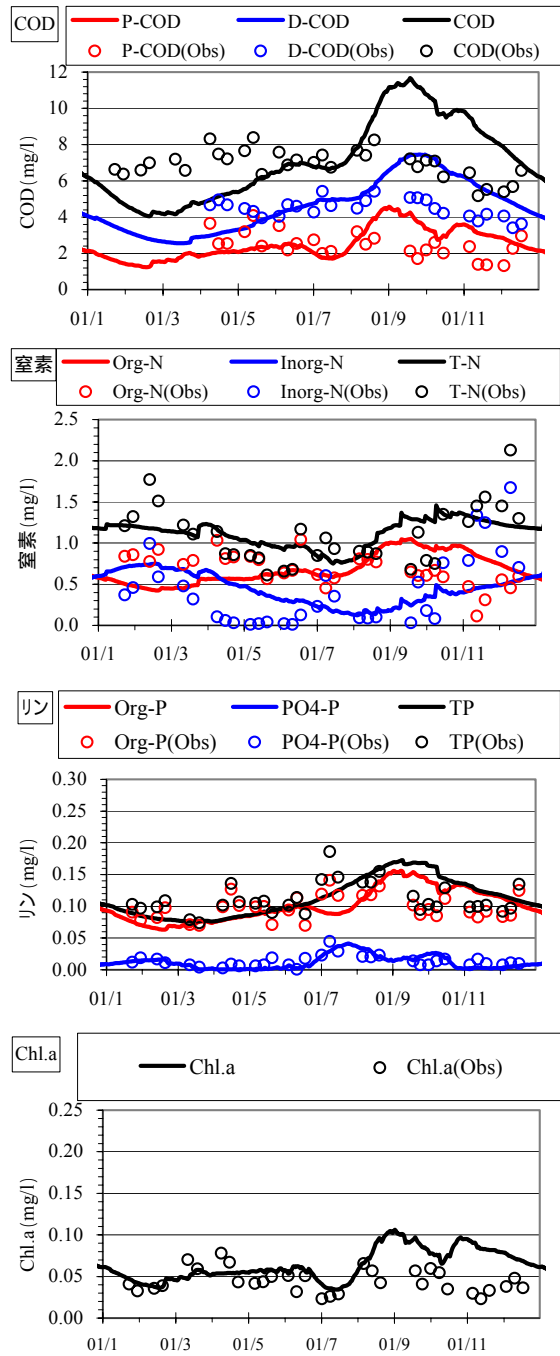 COD
P-COD D-COD COD
P-COD(Obs) D-COD(Obs) COD(Obs)
12
10
8
6
4
2
0
COD (mg/l)
01/1 01/3 01/5 01/7 01/9 01/11
窒素
Org-N Inorg-N T-N
Org-N(Obs) Inorg-N(Obs) T-N(Obs)
2.5
2.0
1.5
1.0
0.5
0.0
窒素 (mg/l)
01/1 01/3 01/5 01/7 01/9 01/11
リン
Org-P PO4-P TP
Org-P(Obs) PO4-P(Obs) TP(Obs)
0.30
0.25
0.20
0.15
0.10
0.05
0.00
リン (mg/l)
01/1 01/3 01/5 01/7 01/9 01/11
Chl.a
Chl.a Chl.a(Obs)
0.25
0.20
0.15
0.10
0.05
0.00
Chl.a (mg/l)
01/1 01/3 01/5 01/7 01/9 01/11